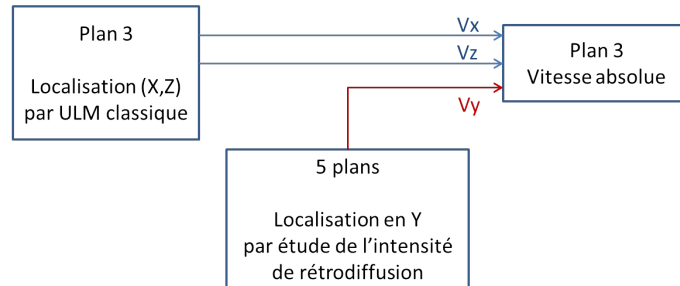 Plan 3
Localisation (X,Z)
par ULM classique
Vx
Vz
Vy
Plan 3
Vitesse absolue
5 plans
Localisation en Y
par étude de l'intensité
de rétrodiffusion